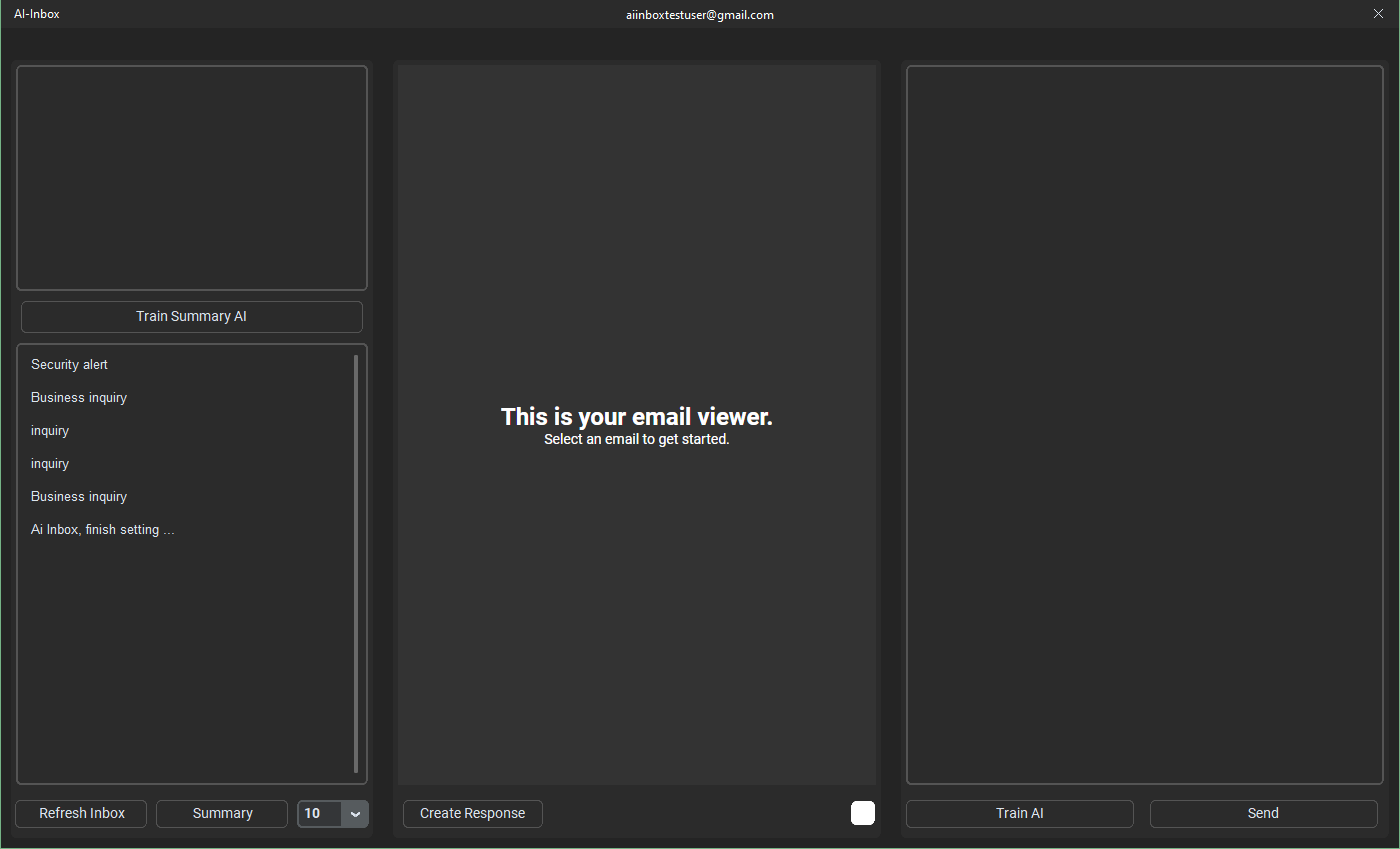 AI-Inbox
aiinboxtestuser@gmail.com
Train Summary AI
Security alert
Business inquiry
inquiry
inquiry
Business inquiry
Ai Inbox, finish setting ...
Refresh Inbox
Summary
10
This is your email viewer.
Select an email to get started.
Create Response
Train AI
Send